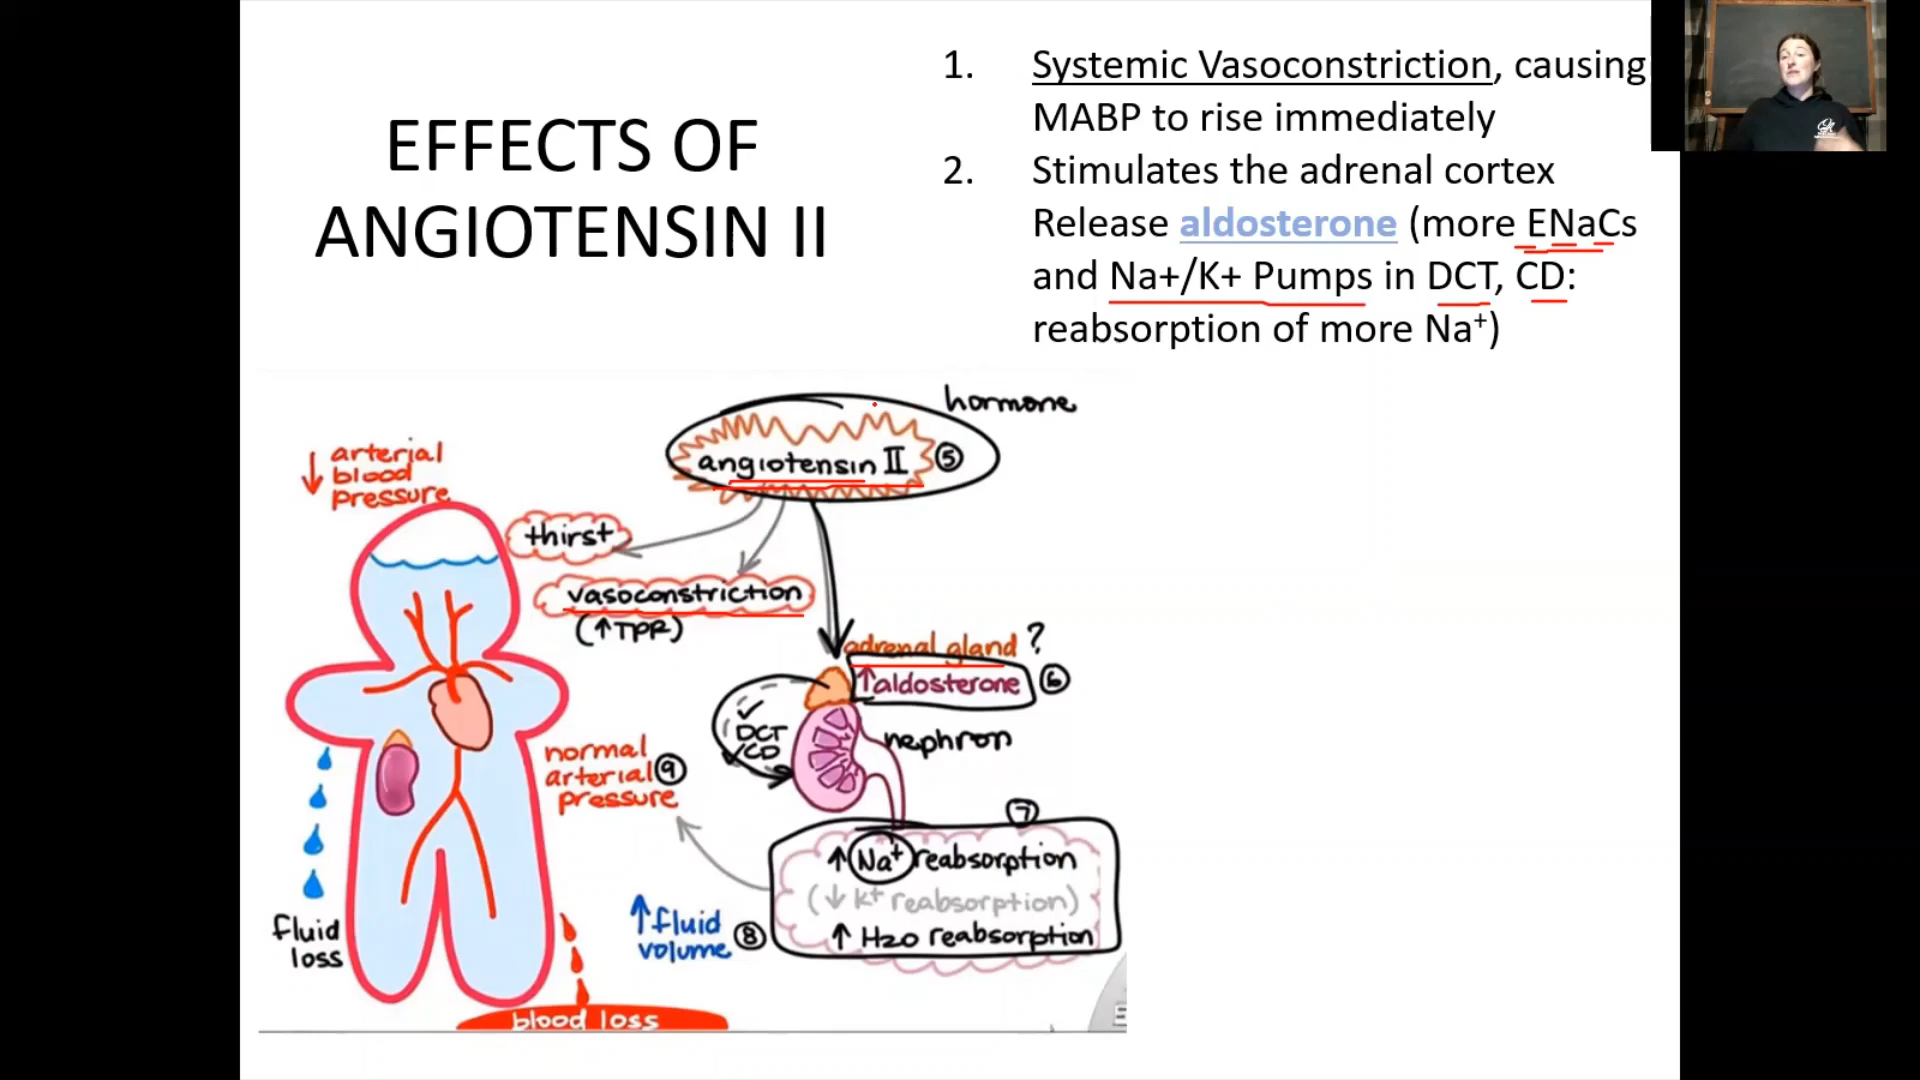 EFFECTS OF
ANGIOTENSIN II
1. Systemic Vasoconstriction, causing
MABP to rise immediately
2. Stimulates the adrenal cortex
Release aldosterone (more ENaCs
and Na+/K+ Pumps in DCT, CD:
reabsorption of more Na⁺)
hormone
angiotensin II ⑤
↓ arterial
blood
pressure
thirst
vasoconstriction
(↑TPR)
adrenal gland ?
↑aldosterone ⑥
✓
DCT
✓CD
nephron
normal
arterial ⑨
pressure
⑦
↑ Na⁺ reabsorption
(↓ K⁺ reabsorption)
↑ H2O reabsorption
↑ fluid
volume ⑧
fluid
loss
blood loss